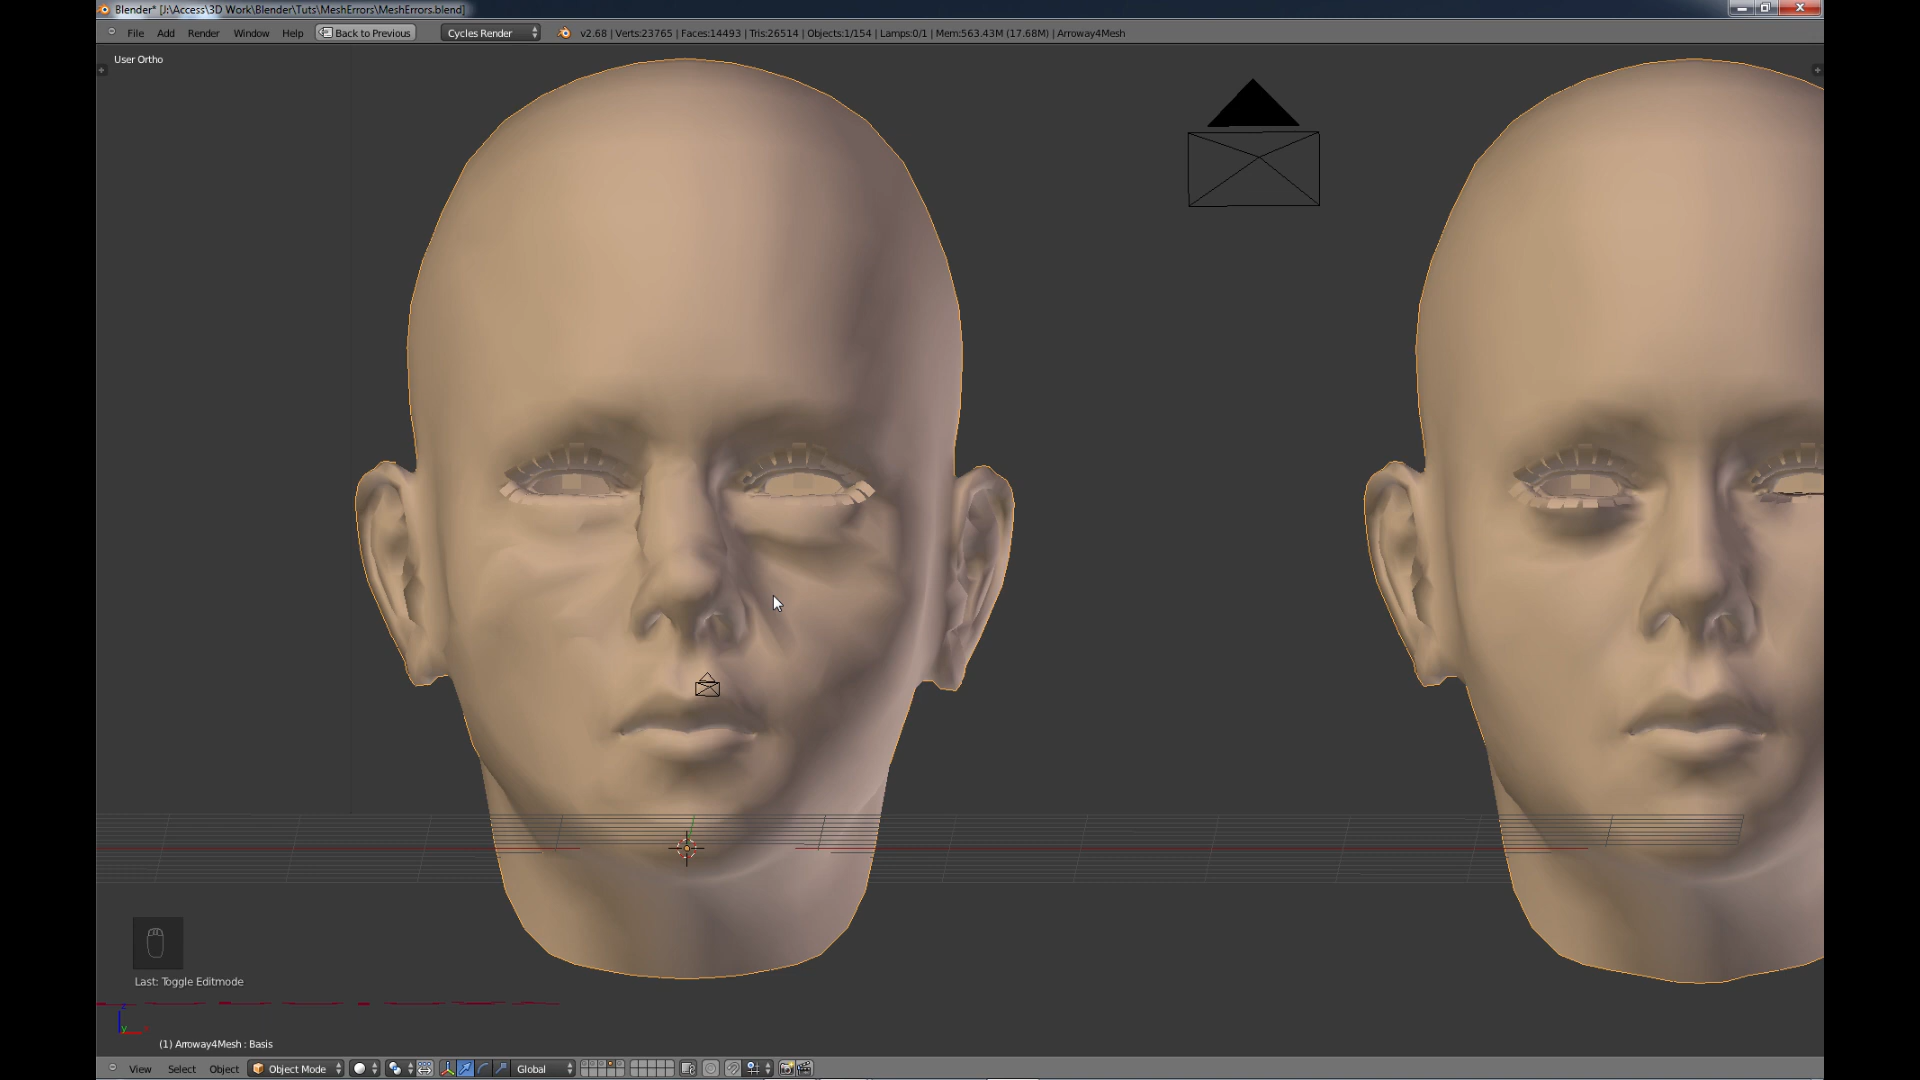 Blender* [J:\Access\3D Work\Blender\Tuts\MeshErrors\MeshErrors.blend]
File Add Render Window Help Back to Previous Cycles Render v2.68 | Verts:23765 | Faces:14493 | Tris:26514 | Objects:1/154 | Lamps:0/1 | Mem:563.43M (17.68M) | Arroway4Mesh
User Ortho
Last: Toggle Editmode
(1) Arroway4Mesh : Basis
View Select Object Object Mode Global